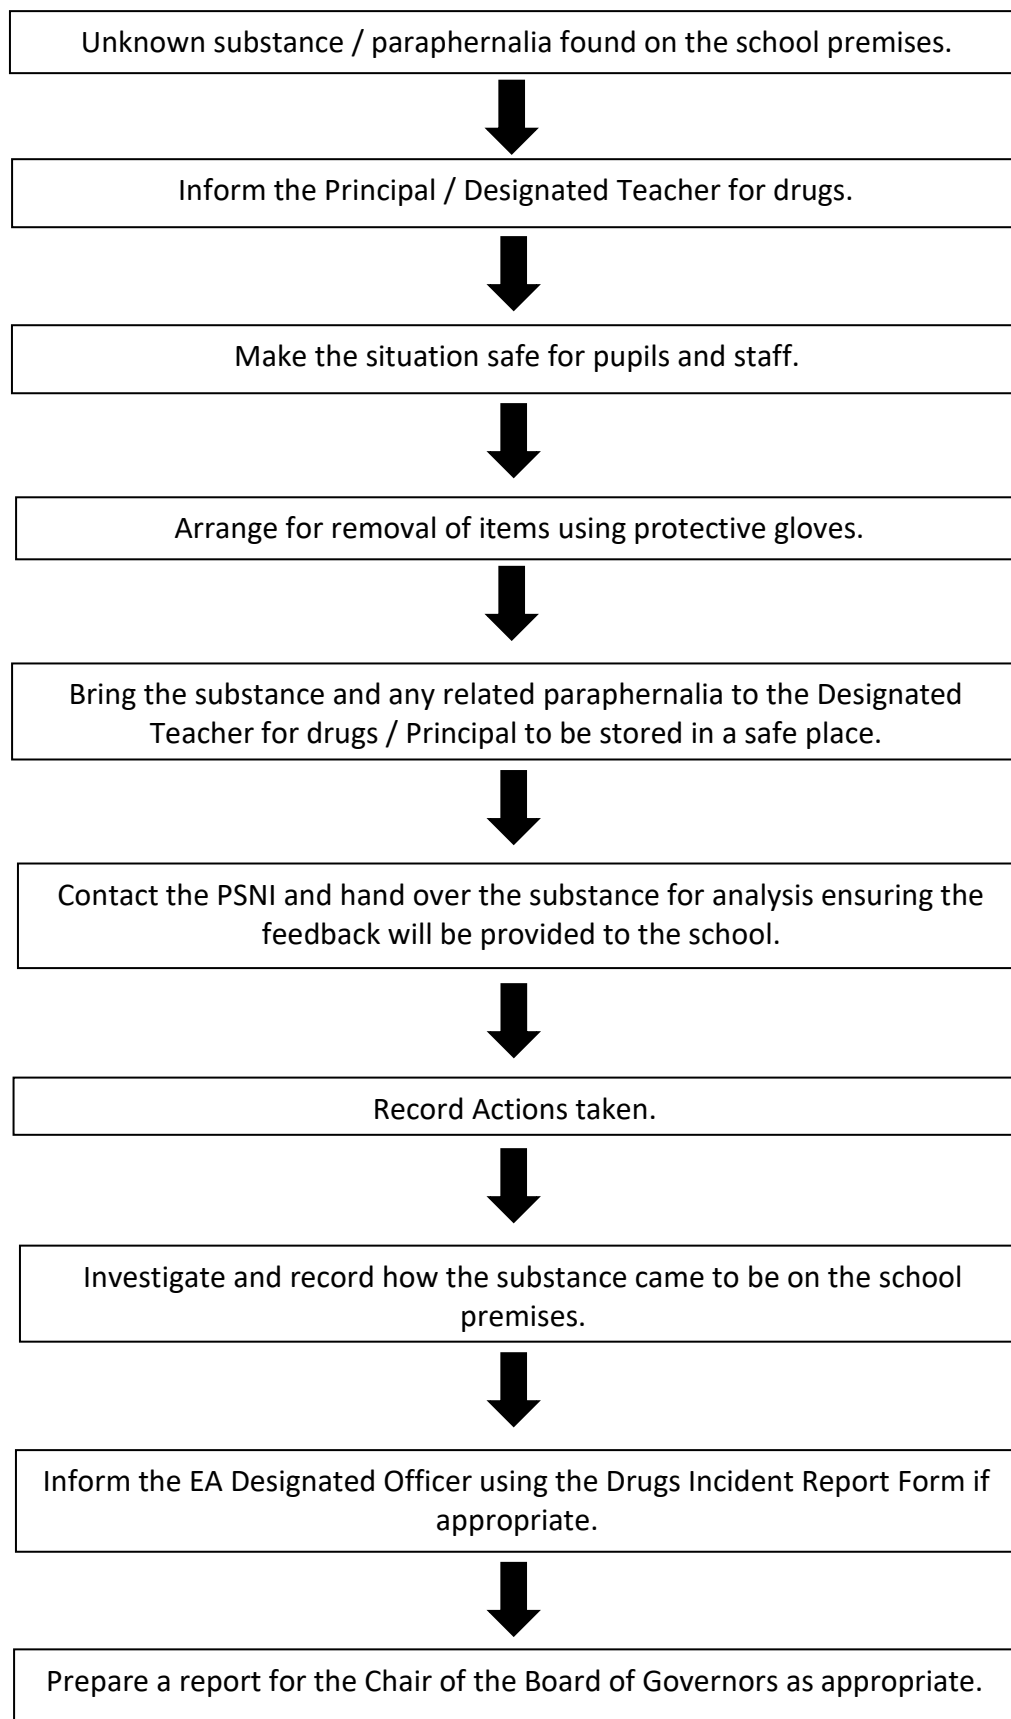 Unknown substance / paraphernalia found on the school premises.
Inform the Principal / Designated Teacher for drugs.
Make the situation safe for pupils and staff.
Arrange for removal of items using protective gloves.
Bring the substance and any related paraphernalia to the Designated
Teacher for drugs / Principal to be stored in a safe place.
Contact the PSNI and hand over the substance for analysis ensuring the
feedback will be provided to the school.
Record Actions taken.
Investigate and record how the substance came to be on the school
premises.
Inform the EA Designated Officer using the Drugs Incident Report Form if
appropriate.
Prepare a report for the Chair of the Board of Governors as appropriate.